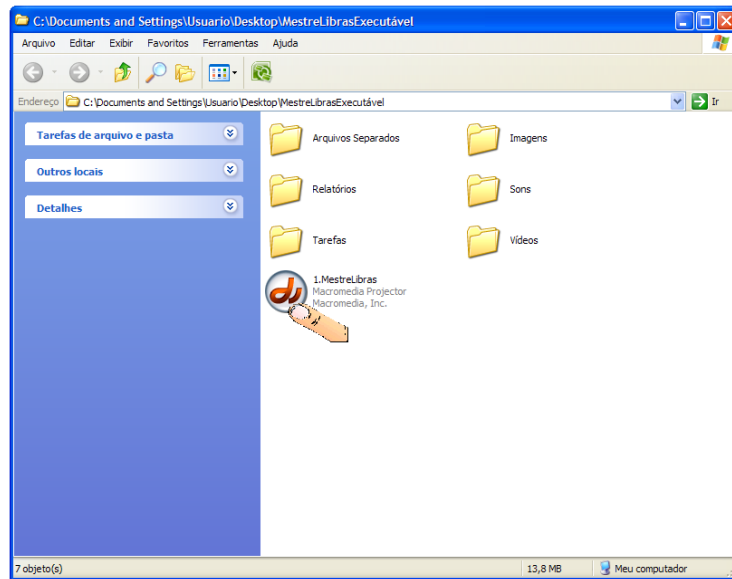 C:\Documents and Settings\Usuario\Desktop\MestreLibrasExecutável
Arquivo Editar Exibir Favoritos Ferramentas Ajuda
Endereço C:\Documents and Settings\Usuario\Desktop\MestreLibrasExecutável Ir
Tarefas de arquivo e pasta
Outros locais
Detalhes
Arquivos Separados Imagens
Relatórios Sons
Tarefas Vídeos
1.MestreLibras
Macromedia Projector
Macromedia, Inc.
7 objeto(s) 13,8 MB Meu computador